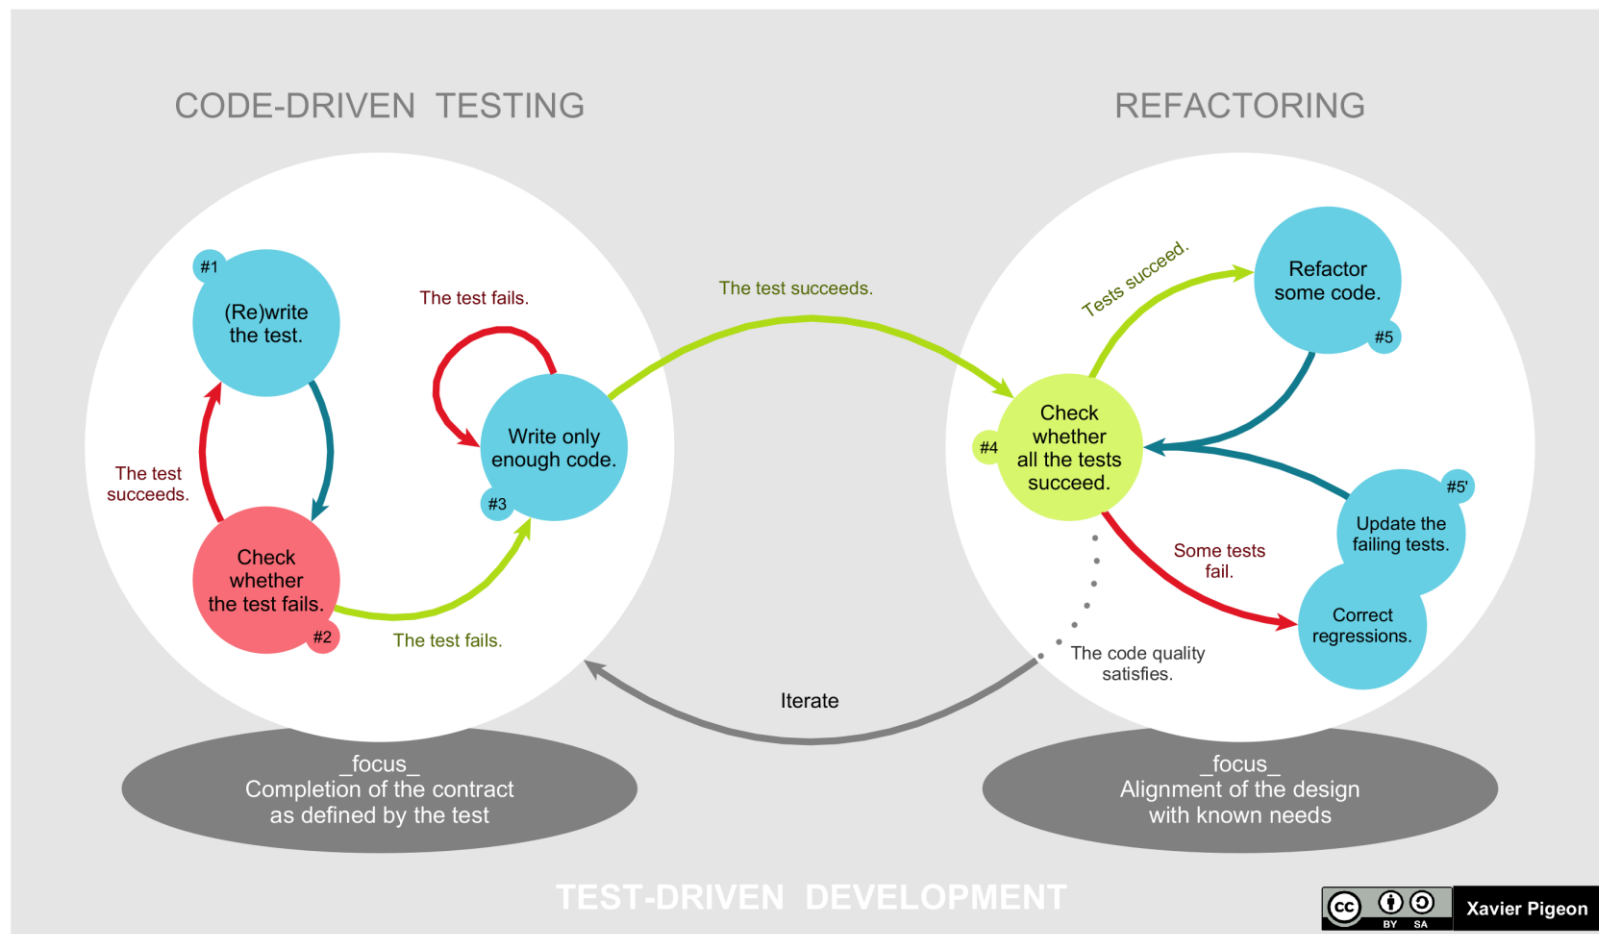 CODE-DRIVEN TESTING
REFACTORING
#1
(Re)write
the test.
The test fails.
The test
succeeds.
Check
whether
the test fails.
#2
The test fails.
Write only
enough code.
#3
The test succeeds.
Tests succeed.
Refactor
some code.
#5
Check
whether
all the tests
succeed.
#4
#5'
Update the
failing tests.
Some tests
fail.
Correct
regressions.
The code quality
satisfies.
Iterate
_focus_
Completion of the contract
as defined by the test
_focus_
Alignment of the design
with known needs
TEST-DRIVEN DEVELOPMENT
cc
BY SA
Xavier Pigeon